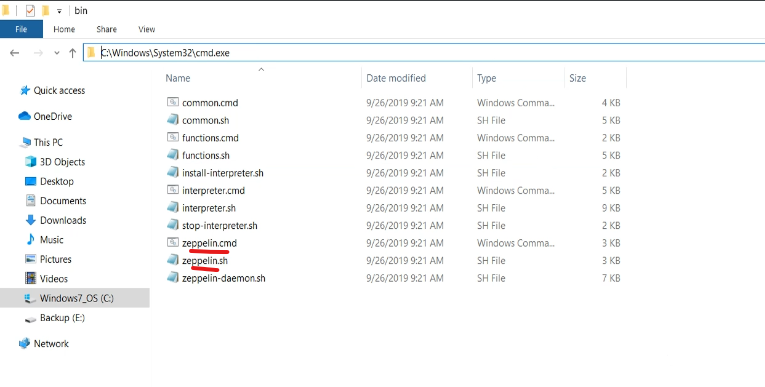 bin
File Home Share View
C:\Windows\System32\cmd.exe
Name Date modified Type Size
Quick access
OneDrive
This PC
3D Objects
Desktop
Documents
Downloads
Music
Pictures
Videos
Windows7_OS (C:)
Backup (E:)
Network
common.cmd 9/26/2019 9:21 AM Windows Comma... 4 KB
common.sh 9/26/2019 9:21 AM SH File 5 KB
functions.cmd 9/26/2019 9:21 AM Windows Comma... 2 KB
functions.sh 9/26/2019 9:21 AM SH File 5 KB
install-interpreter.sh 9/26/2019 9:21 AM SH File 2 KB
interpreter.cmd 9/26/2019 9:21 AM Windows Comma... 5 KB
interpreter.sh 9/26/2019 9:21 AM SH File 9 KB
stop-interpreter.sh 9/26/2019 9:21 AM SH File 2 KB
zeppelin.cmd 9/26/2019 9:21 AM Windows Comma... 3 KB
zeppelin.sh 9/26/2019 9:21 AM SH File 3 KB
zeppelin-daemon.sh 9/26/2019 9:21 AM SH File 7 KB